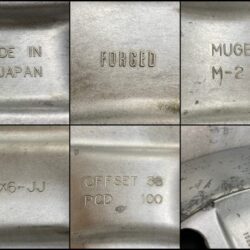 DE IN
JAPAN
FORGED
MUGE
M-2
X6-JJ
OFFSET 38
PCD 100